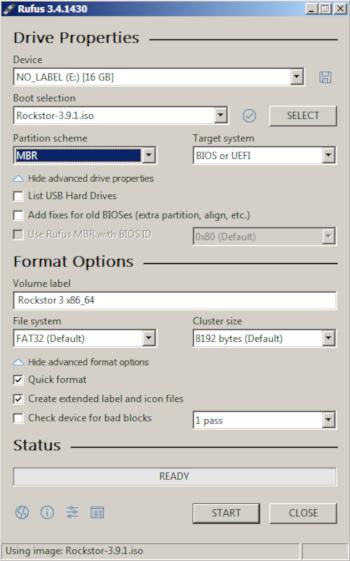 Rufus 3.4.1430
Drive Properties
Device
NO_LABEL (E:) [16 GB]
Boot selection
Rockstor-3.9.1.iso
SELECT
Partition scheme
Target system
MBR
BIOS or UEFI
Hide advanced drive properties
List USB Hard Drives
Add fixes for old BIOSes (extra partition, align, etc.)
Use Rufus MBR with BIOS ID
0x80 (Default)
Format Options
Volume label
Rockstor 3 x86_64
File system
Cluster size
FAT32 (Default)
8192 bytes (Default)
Hide advanced format options
Quick format
Create extended label and icon files
Check device for bad blocks
1 pass
Status
READY
START
CLOSE
Using image: Rockstor-3.9.1.iso